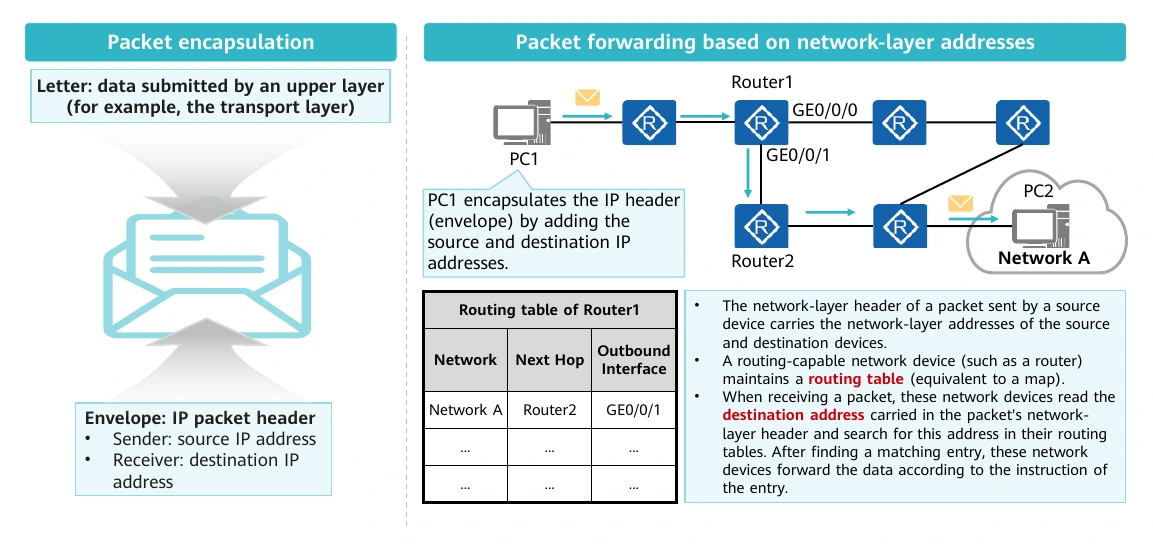 Packet encapsulation
Letter: data submitted by an upper layer
(for example, the transport layer)
Envelope: IP packet header
• Sender: source IP address
• Receiver: destination IP
address
Packet forwarding based on network-layer addresses
Router1
R
R
GE0/0/0
R
R
PC1
GE0/0/1
PC1 encapsulates the IP header
(envelope) by adding the
source and destination IP
addresses.
R
R
PC2
Network A
Router2
Routing table of Router1
Network Next Hop Outbound
Interface
Network A Router2 GE0/0/1
... ... ...
... ... ...
• The network-layer header of a packet sent by a source
device carries the network-layer addresses of the source
and destination devices.
• A routing-capable network device (such as a router)
maintains a routing table (equivalent to a map).
• When receiving a packet, these network devices read the
destination address carried in the packet's network-
layer header and search for this address in their routing
tables. After finding a matching entry, these network
devices forward the data according to the instruction of
the entry.